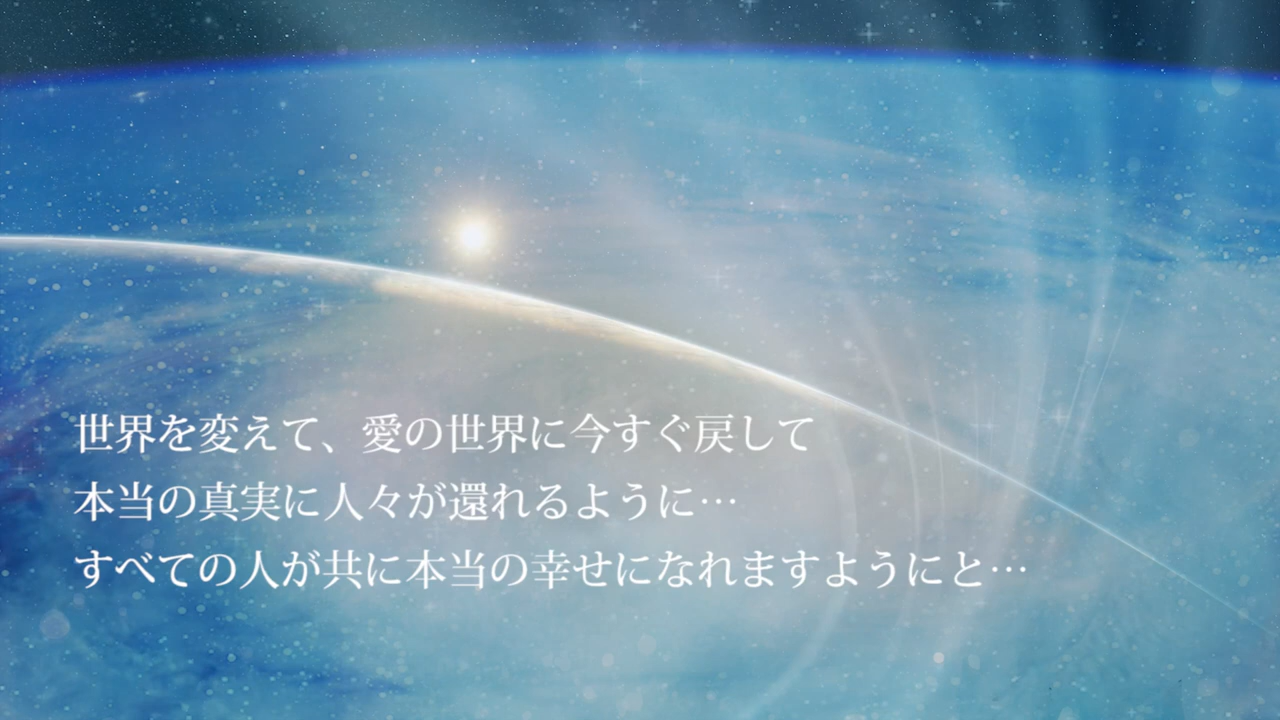 世界を変えて、愛の世界に今すぐ戻して
本当の真実に人々が還れるように…
すべての人が共に本当の幸せになれますようにと…